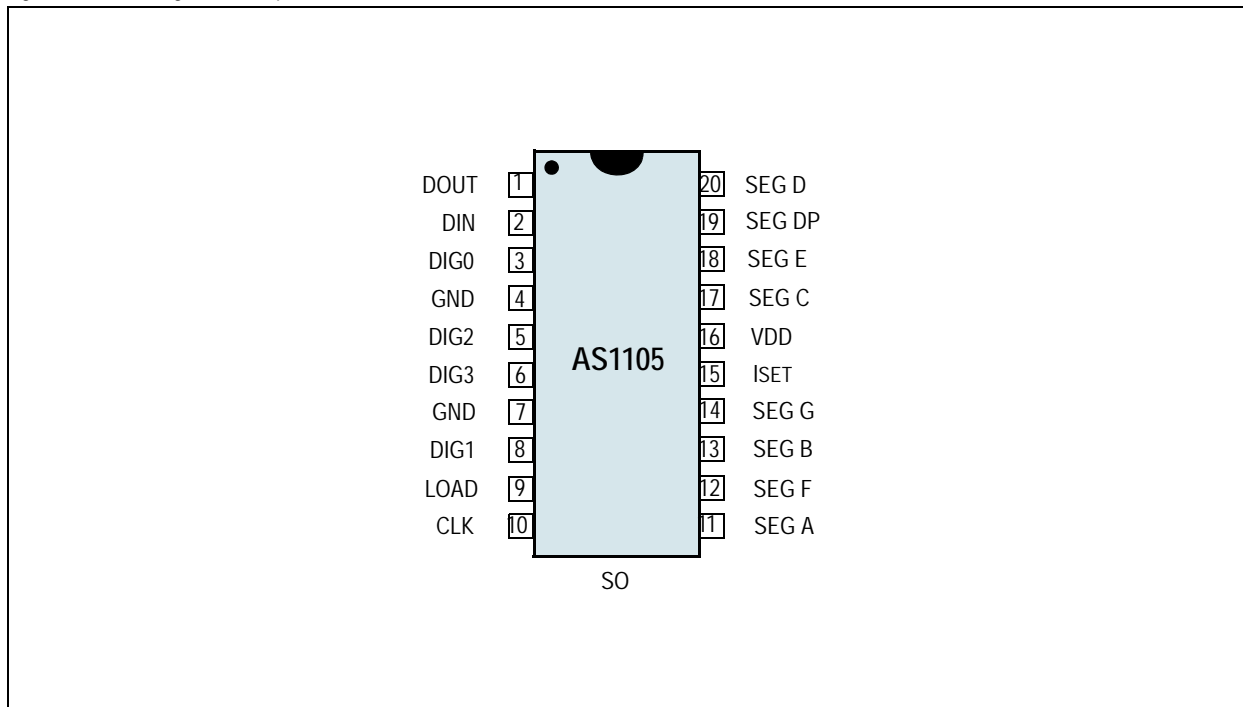 DOUT 1 20 SEG D
DIN 2 19 SEG DP
DIG0 3 18 SEG E
GND 4 17 SEG C
DIG2 5 16 VDD
AS1105
DIG3 6 15 ISET
GND 7 14 SEG G
DIG1 8 13 SEG B
LOAD 9 12 SEG F
CLK 10 11 SEG A
SO